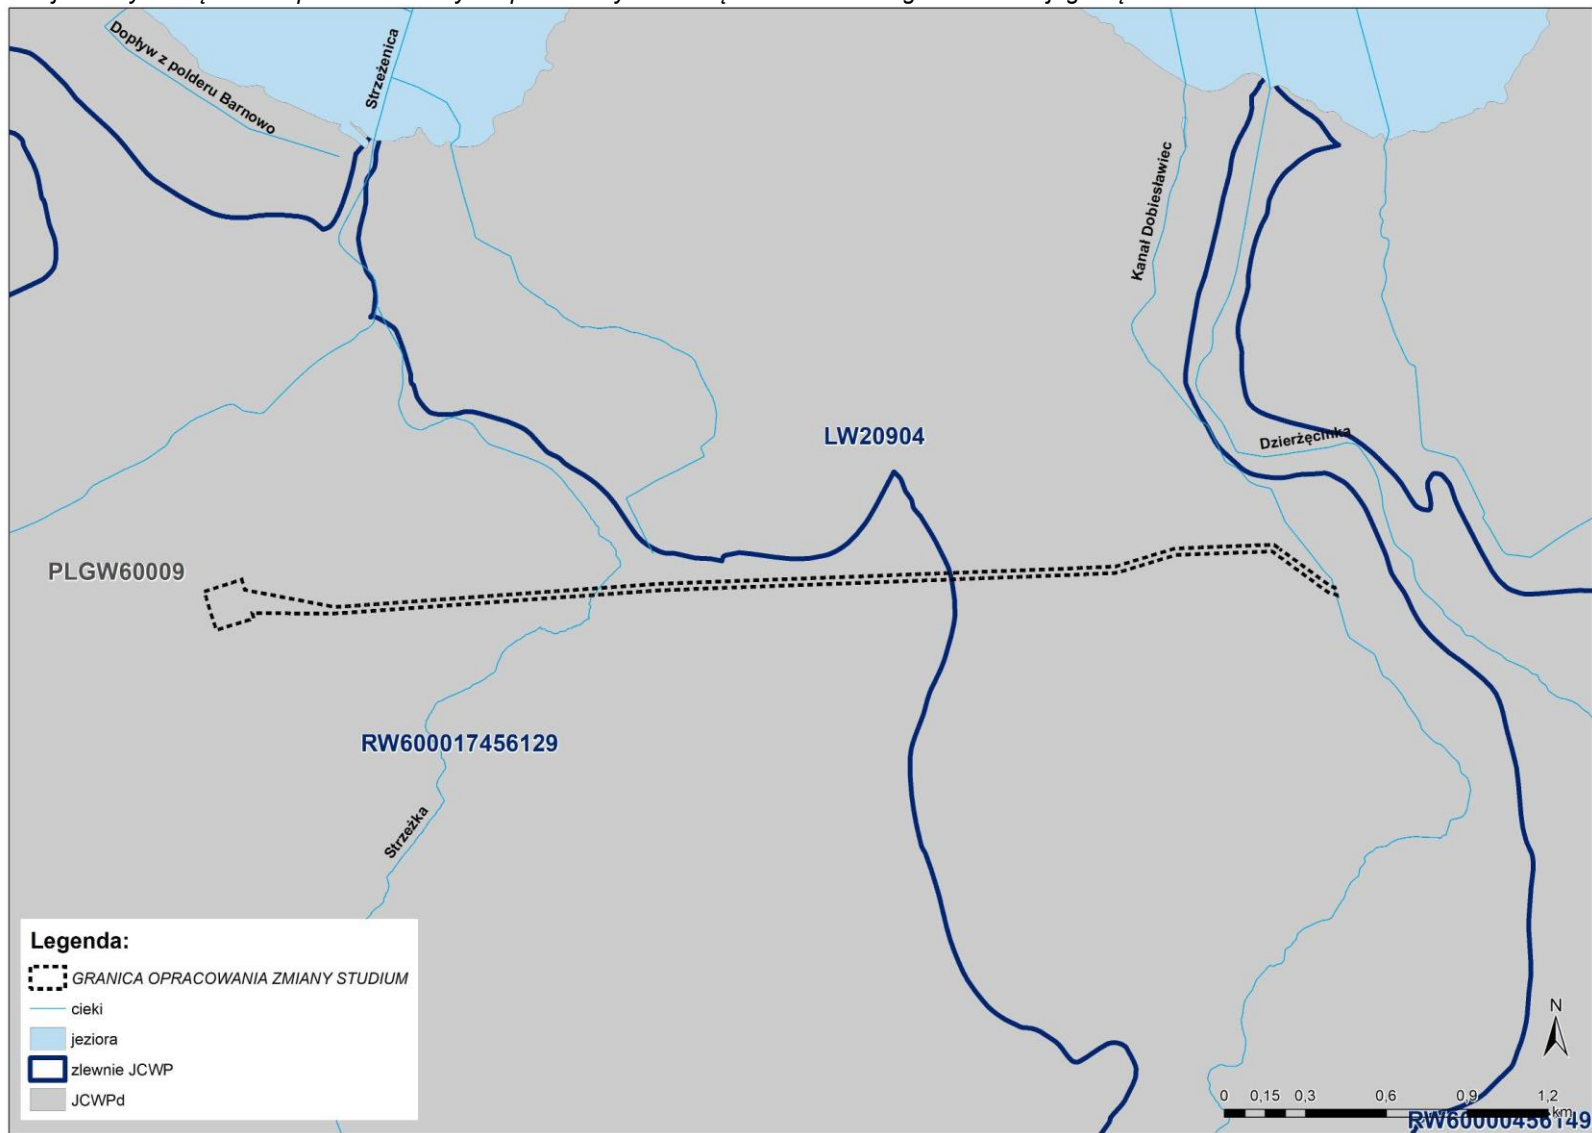 Dopływ z polderu Barnowo
Strzeżenica
Kanał Dobiesławiec
Dzierżęcinka
LW20904
PLGW60009
RW600017456129
Strzeżka
Legenda:
GRANICA OPRACOWANIA ZMIANY STUDIUM
cieki
jeziora
zlewnie JCWP
JCWPd
N
0 0,15 0,3 0,6 0,9 1,2
km
RW60000456149